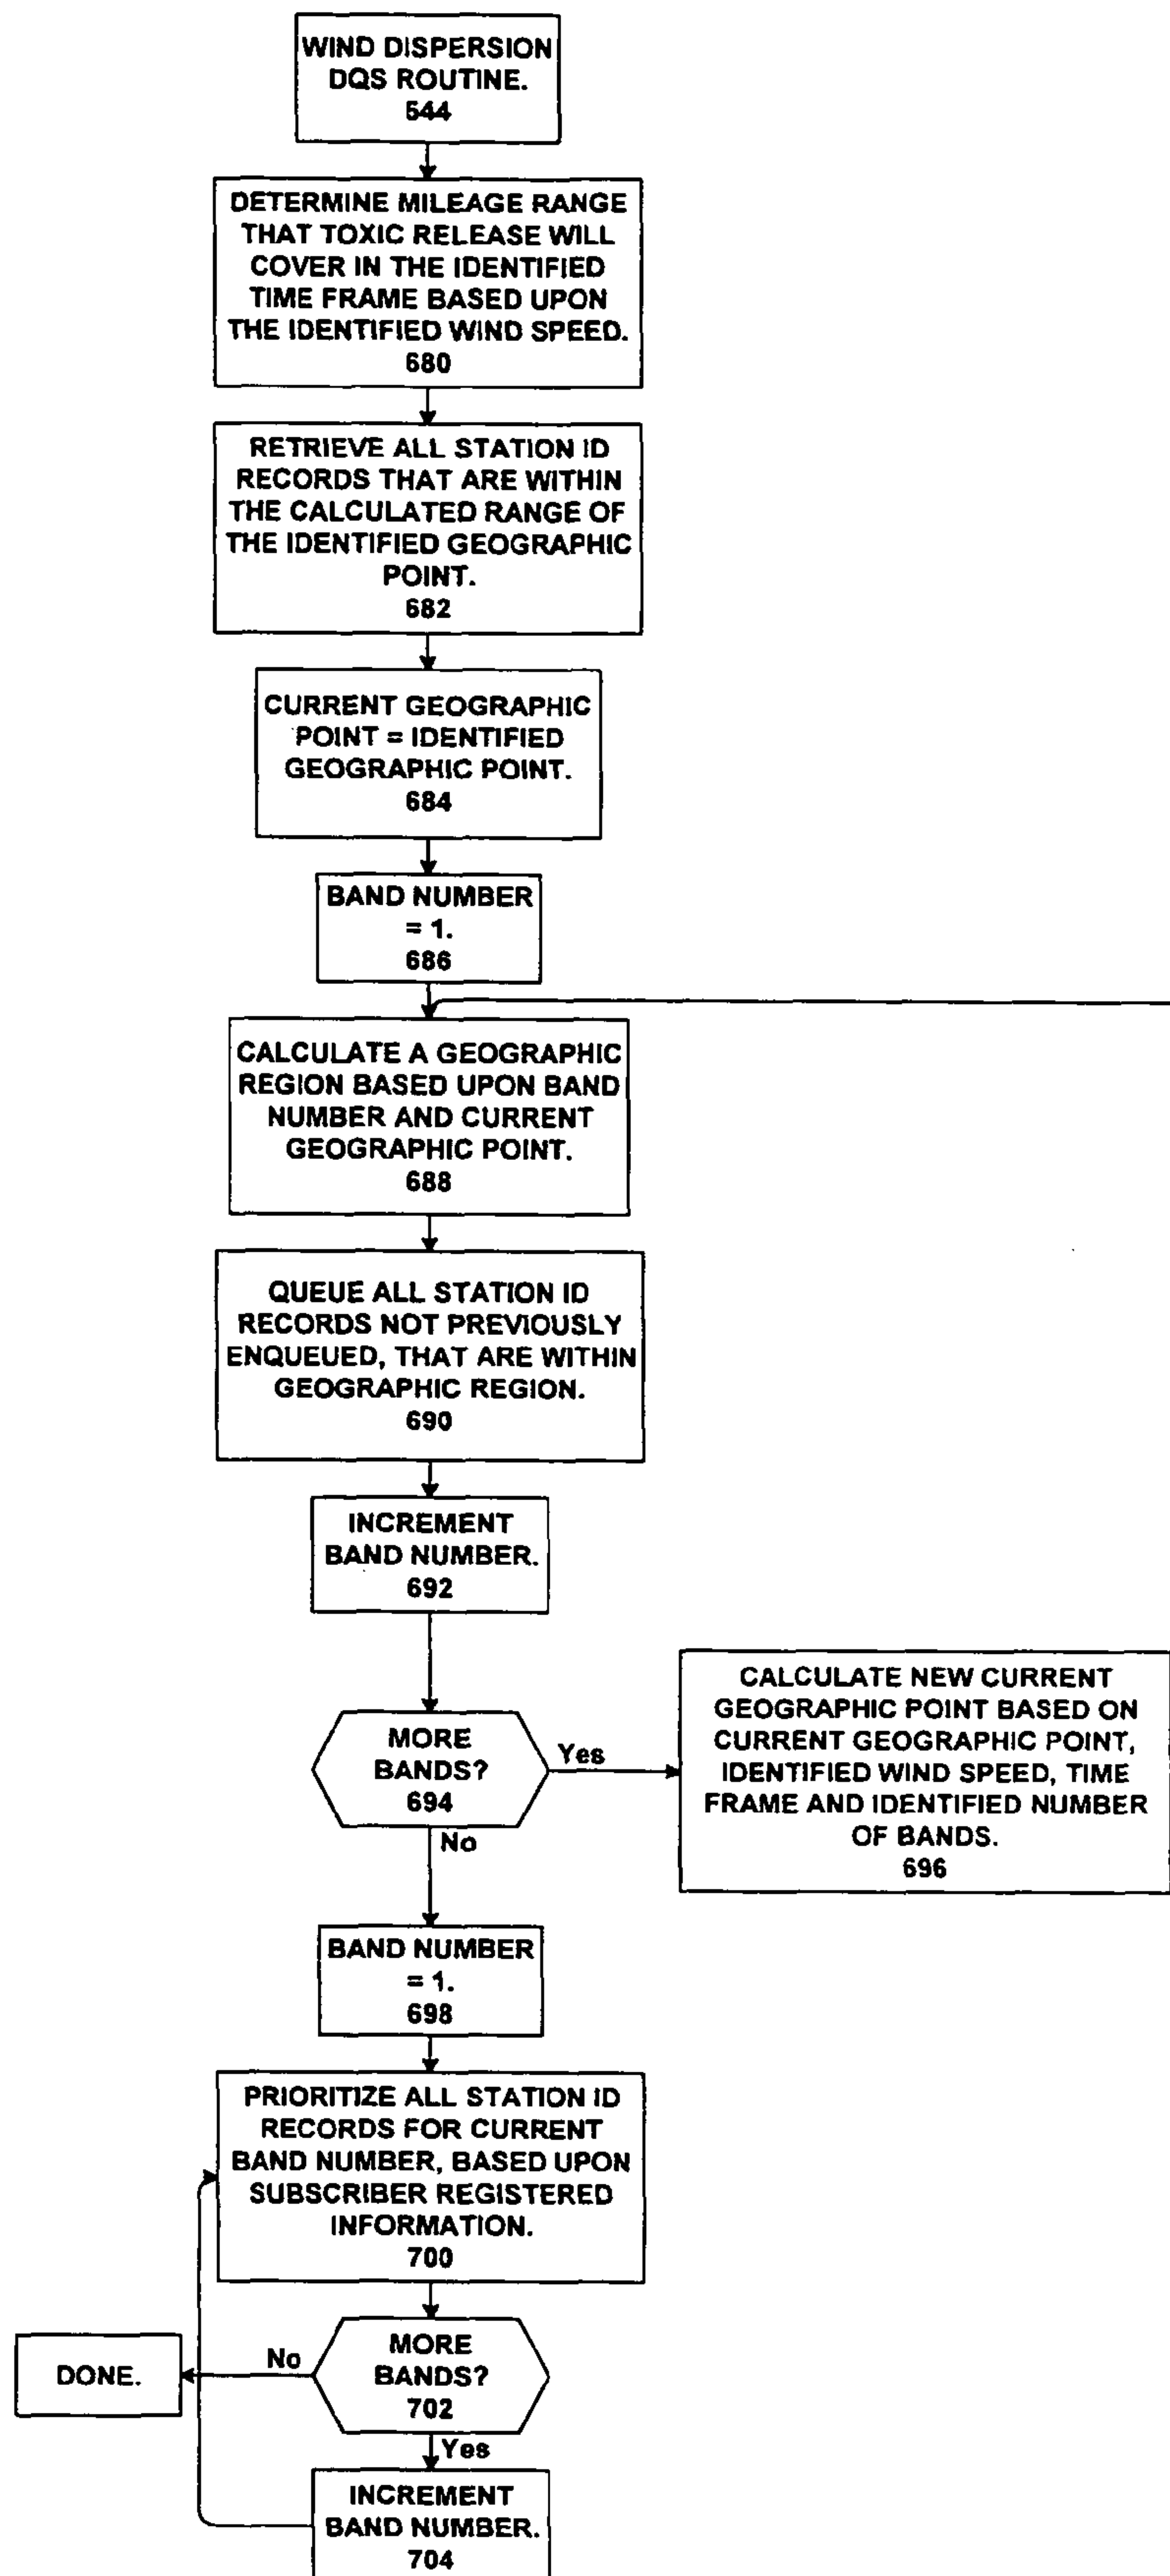 WIND DISPERSION
DQS ROUTINE.
544
DETERMINE MILEAGE RANGE
THAT TOXIC RELEASE WILL
COVER IN THE IDENTIFIED
TIME FRAME BASED UPON
THE IDENTIFIED WIND SPEED.
680
RETRIEVE ALL STATION ID
RECORDS THAT ARE WITHIN
THE CALCULATED RANGE OF
THE IDENTIFIED GEOGRAPHIC
POINT.
682
CURRENT GEOGRAPHIC
POINT = IDENTIFIED
GEOGRAPHIC POINT.
684
BAND NUMBER
= 1.
686
CALCULATE A GEOGRAPHIC
REGION BASED UPON BAND
NUMBER AND CURRENT
GEOGRAPHIC POINT.
688
QUEUE ALL STATION ID
RECORDS NOT PREVIOUSLY
ENQUEUED, THAT ARE WITHIN
GEOGRAPHIC REGION.
690
INCREMENT
BAND NUMBER.
692
MORE
BANDS?
694
Yes
No
CALCULATE NEW CURRENT
GEOGRAPHIC POINT BASED ON
CURRENT GEOGRAPHIC POINT,
IDENTIFIED WIND SPEED, TIME
FRAME AND IDENTIFIED NUMBER
OF BANDS.
696
BAND NUMBER
= 1.
698
PRIORITIZE ALL STATION ID
RECORDS FOR CURRENT
BAND NUMBER, BASED UPON
SUBSCRIBER REGISTERED
INFORMATION.
700
MORE
BANDS?
702
No
DONE.
Yes
INCREMENT
BAND NUMBER.
704